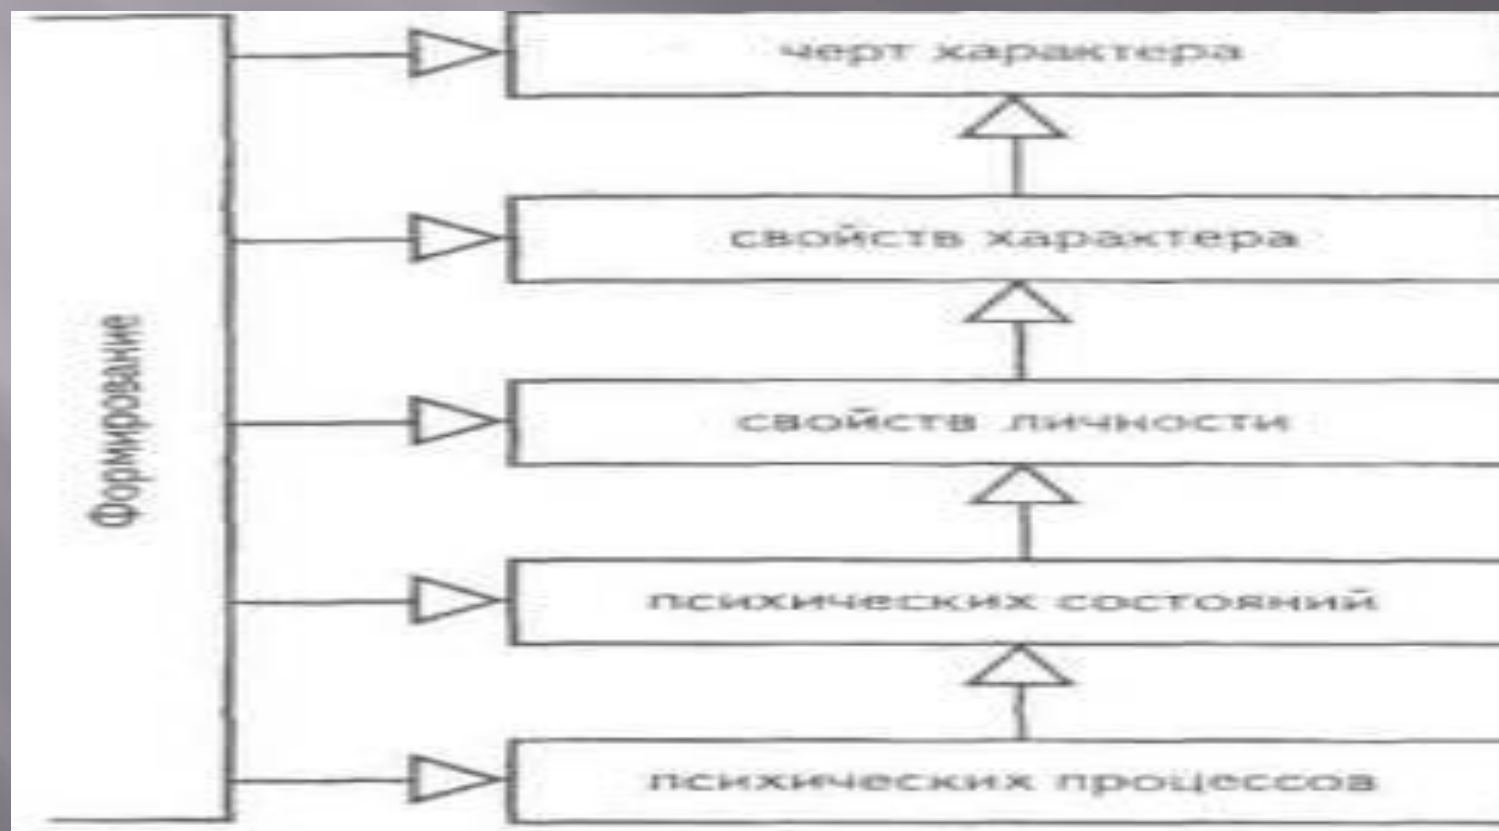 Формирование
черт характера
свойств характера
свойств личности
психических состояний
психических процессов